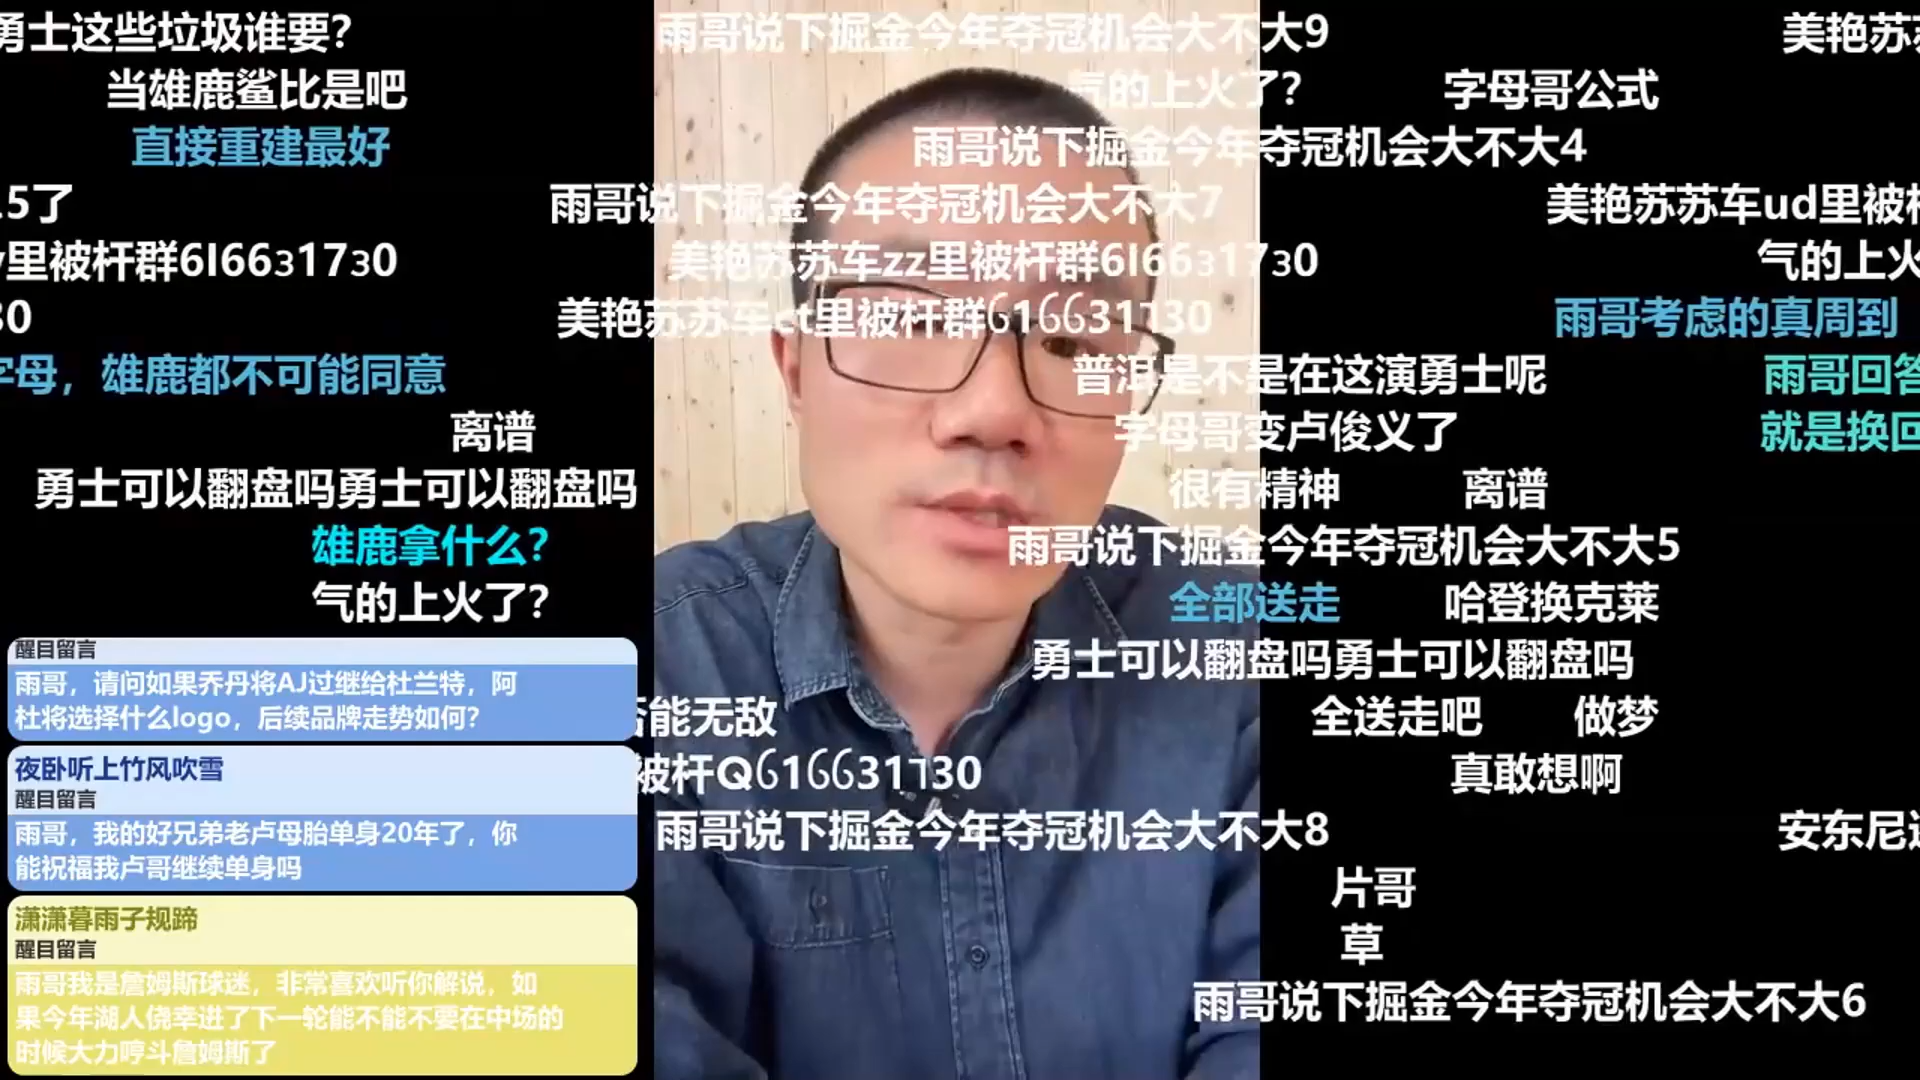 勇士这些垃圾谁要？
雨哥说下掘金今年夺冠机会大不大9
美艳苏
当雄鹿鲨比是吧
气的上火了？
字母哥公式
直接重建最好
雨哥说下掘金今年夺冠机会大不大4
.5了
雨哥说下掘金今年夺冠机会大不大7
美艳苏苏车ud里被杆
里被杆群6I6631730
美艳苏苏车zz里被杆群6I6631730
气的上火
30
美艳苏苏车ct里被杆群616631130
雨哥考虑的真周到
字母，雄鹿都不可能同意
普洱是不是在这演勇士呢
雨哥回答
离谱
字母哥变卢俊义了
就是换回
勇士可以翻盘吗勇士可以翻盘吗
很有精神
离谱
雄鹿拿什么？
雨哥说下掘金今年夺冠机会大不大5
气的上火了？
全部送走
哈登换克莱
勇士可以翻盘吗勇士可以翻盘吗
能无敌
全送走吧
做梦
被杆Q616631130
真敢想啊
雨哥说下掘金今年夺冠机会大不大8
安东尼
片哥
草
雨哥说下掘金今年夺冠机会大不大6
醒目留言
雨哥，请问如果乔丹将AJ过继给杜兰特，阿
杜将选择什么logo，后续品牌走势如何？
夜卧听上竹风吹雪
醒目留言
雨哥，我的好兄弟老卢母胎单身20年了，你
能祝福我卢哥继续单身吗
潇潇暮雨子规蹄
醒目留言
雨哥我是詹姆斯球迷，非常喜欢听你解说，如
果今年湖人侥幸进了下一轮能不能不要在中场的
时候大力哼斗詹姆斯了